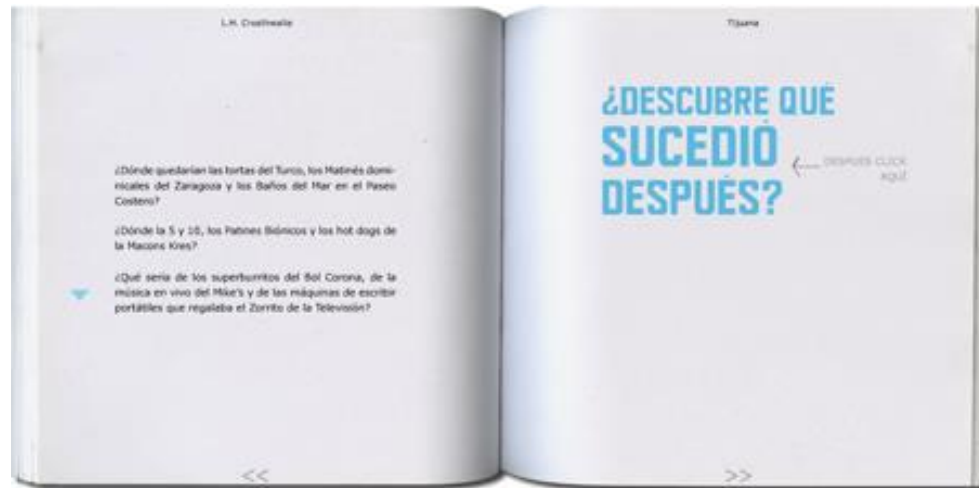 L.H. Crosthwaite
¿Dónde quedarían las tortas del Turco, los Matinés domi-
nicales del Zaragoza y los Baños del Mar en el Paseo
Costero?
¿Dónde la 5 y 10, los Patines Biónicos y los hot dogs de
la Macons Kres?
¿Qué sería de los superburritos del Bol Corona, de la
música en vivo del Mike's y de las máquinas de escribir
portátiles que regalaba el Zorrito de la Televisión?
<<
Tijuana
¿DESCUBRE QUÉ
SUCEDIÓ
DESPUÉS?
DESPUÉS CLICK
aquí
>>